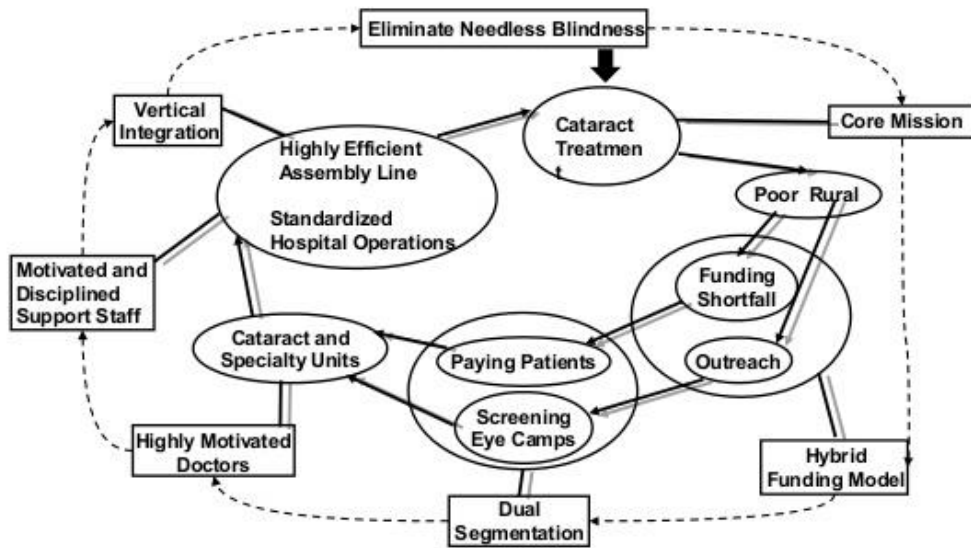 Eliminate Needless Blindness
Vertical
Integration
Cataract
Treatmen
t
Core Mission
Highly Efficient
Assembly Line
Standardized
Hospital Operations
Poor Rural
Motivated and
Disciplined
Support Staff
Funding
Shortfall
Cataract and
Specialty Units
Paying Patients
Outreach
Screening
Eye Camps
Highly Motivated
Doctors
Hybrid
Funding Model
Dual
Segmentation